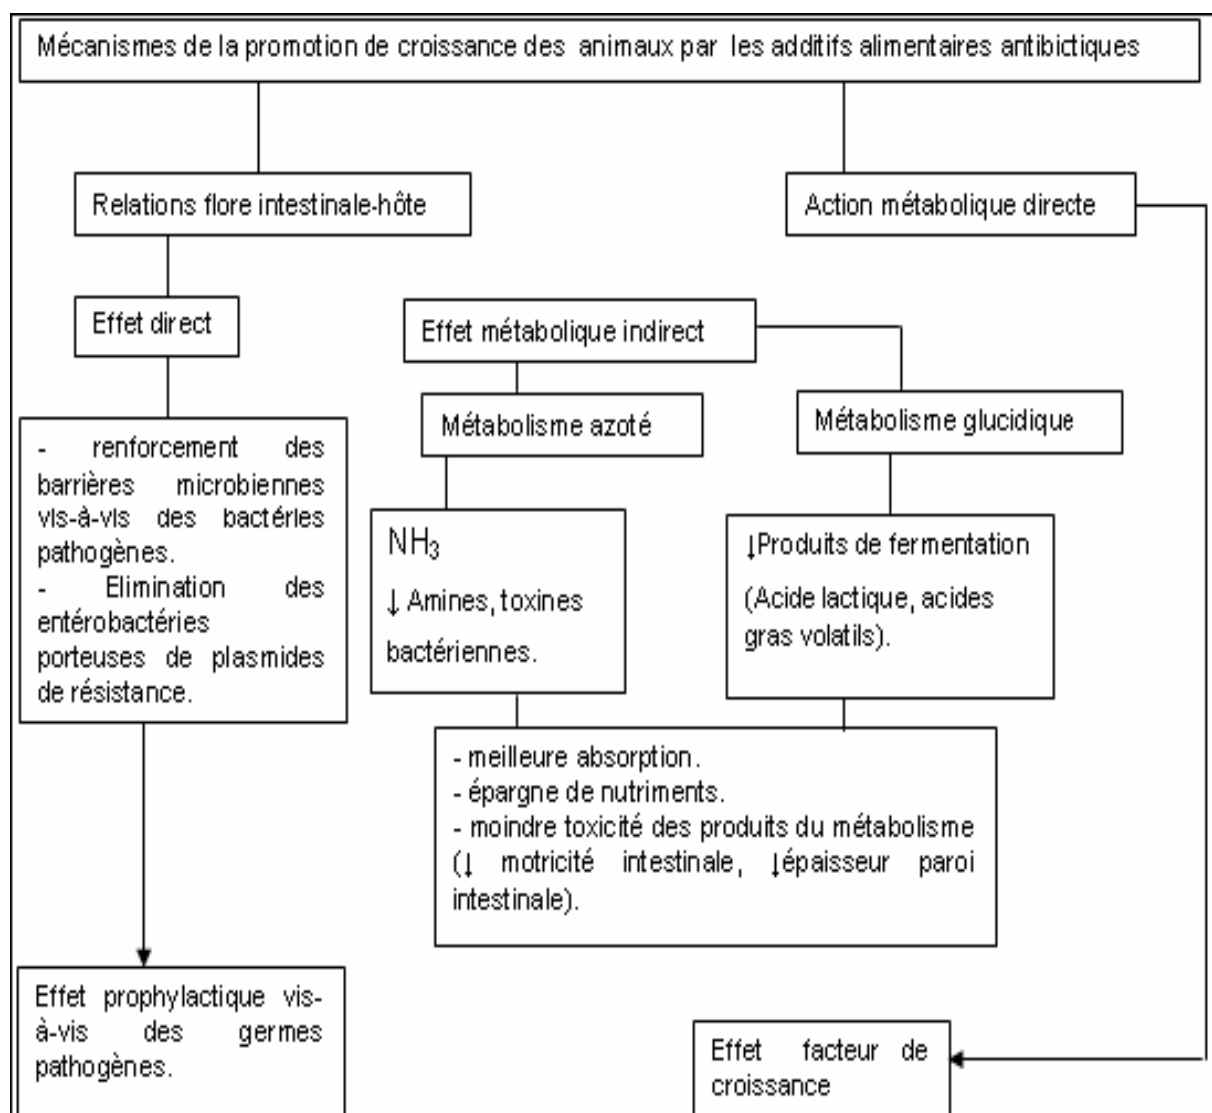 Mécanismes de la promotion de croissance des animaux par les additifs alimentaires antibictiques
Relations flore intestinale-hôte
Action métabolique directe
Effet direct
Effet métabolique indirect
Métabolisme azoté
Métabolisme glucidique
- renforcement des
barrières microbiennes
vis-à-vis des bactéries
pathogènes.
- Elimination des
entérobactéries
porteuses de plasmides
de résistance.
NH₃
↓ Amines, toxines
bactériennes.
↓Produits de fermentation
(Acide lactique, acides
gras volatils).
- meilleure absorption.
- épargne de nutriments.
- moindre toxicité des produits du métabolisme
(↓ motricité intestinale, ↓épaisseur paroi
intestinale).
Effet prophylactique vis-
à-vis des germes
pathogènes.
Effet facteur de
croissance